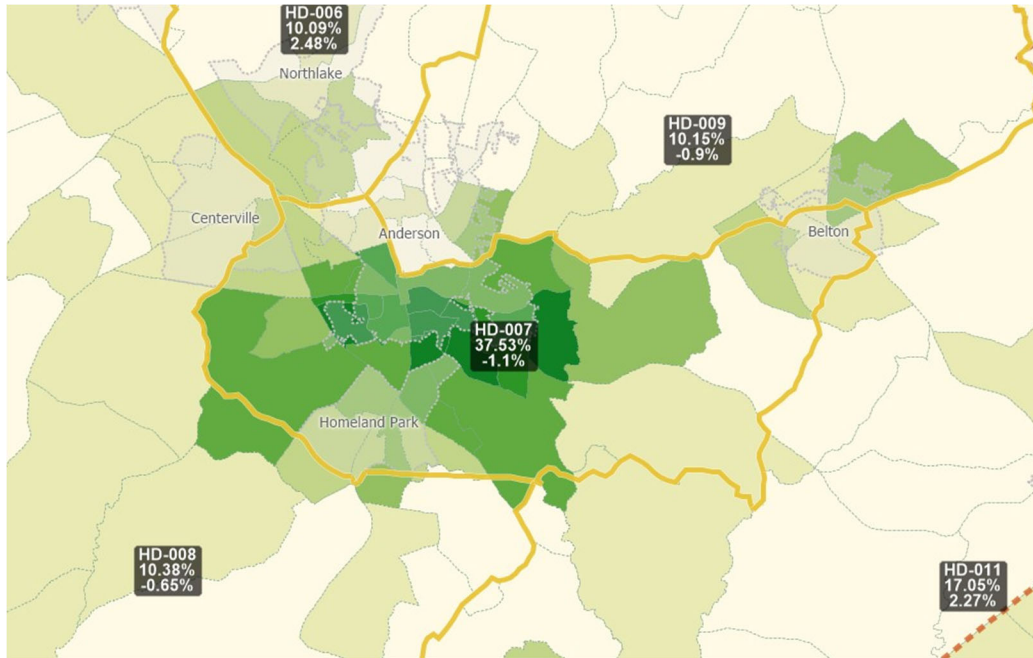 HD-006
10.09%
2.48%
Northlake
HD-009
10.15%
-0.9%
Centerville
Anderson
Belton
HD-007
37.53%
-1.1%
Homeland Park
HD-008
10.38%
-0.65%
HD-011
17.05%
2.27%